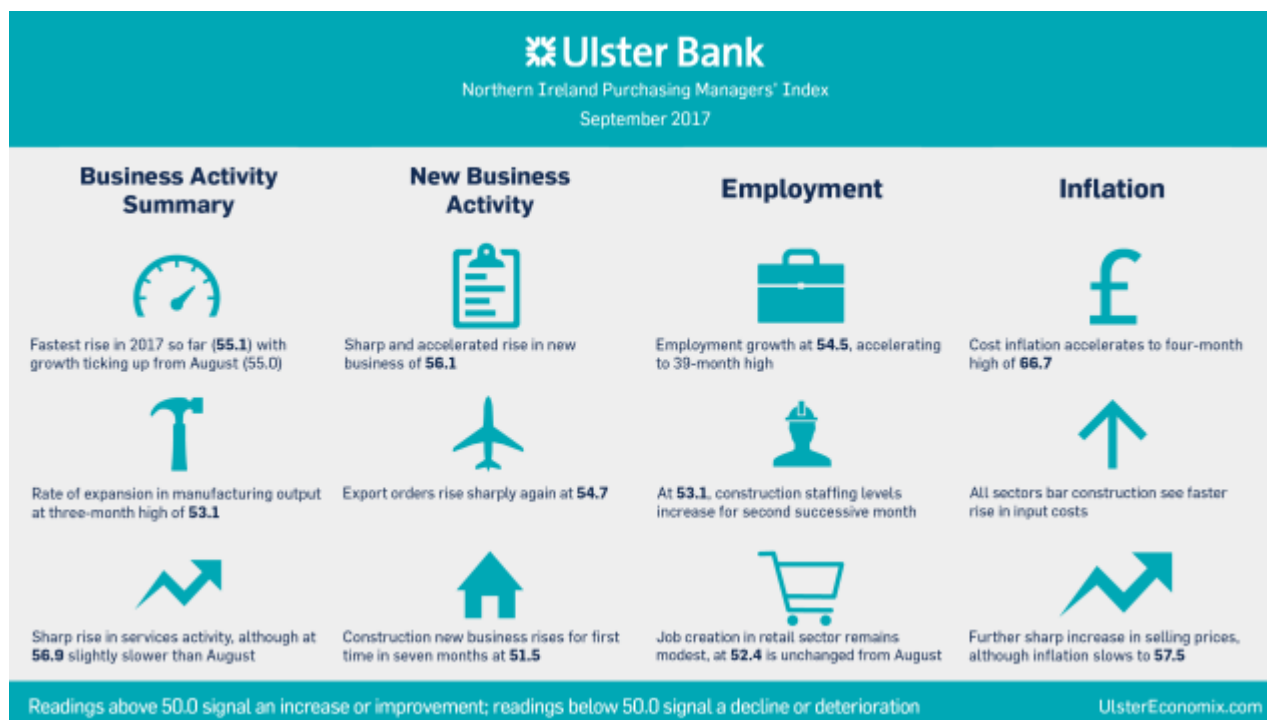 Ulster Bank
Northern Ireland Purchasing Managers' Index
September 2017
Business Activity
Summary
Fastest rise in 2017 so far (55.1) with
growth ticking up from August (55.0)
Rate of expansion in manufacturing output
at three-month high of 53.1
Sharp rise in services activity, although at
56.9 slightly slower than August
New Business
Activity
Sharp and accelerated rise in new
business of 56.1
Export orders rise sharply again at 54.7
Construction new business rises for first
time in seven months at 51.5
Employment
Employment growth at 54.5, accelerating
to 39-month high
At 53.1, construction staffing levels
increase for second successive month
Job creation in retail sector remains
modest, at 52.4 is unchanged from August
Inflation
£
Cost inflation accelerates to four-month
high of 66.7
All sectors bar construction see faster
rise in input costs
Further sharp increase in selling prices,
although inflation slows to 57.5
Readings above 50.0 signal an increase or improvement; readings below 50.0 signal a decline or deterioration
UlsterEconomix.com